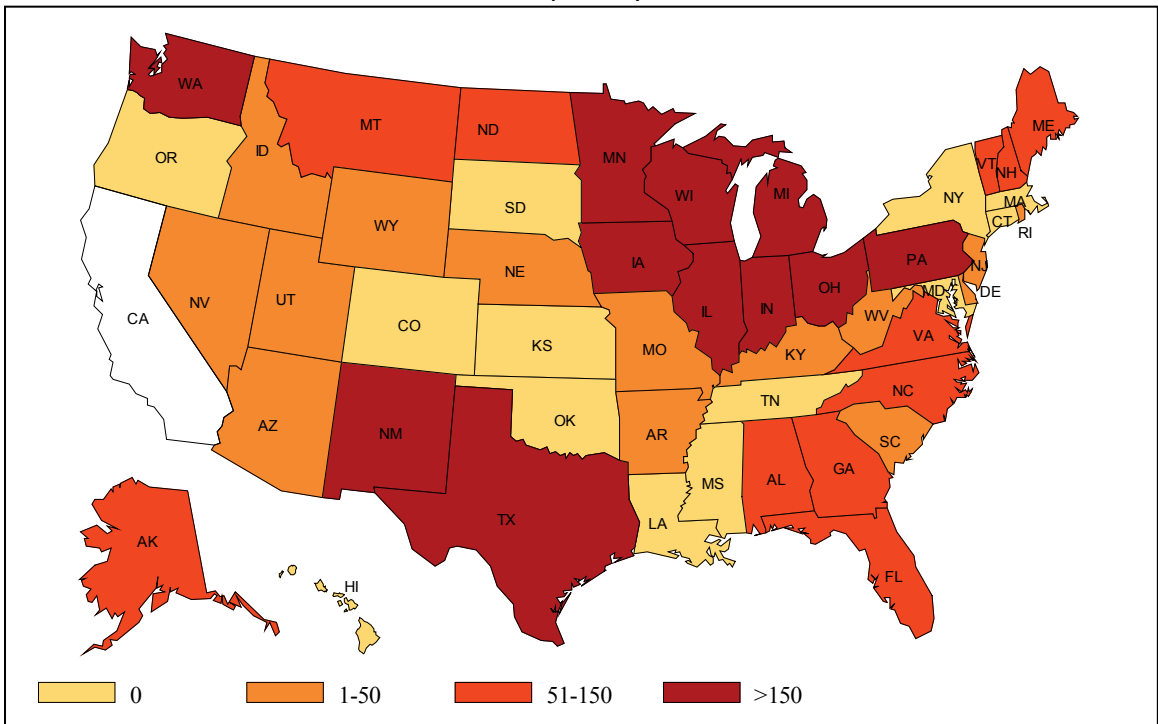 WA
MT
ND
MN
ME
VT
NH
OR
ID
WI
MI
NY
MA
CT
RI
SD
WY
PA
IA
NE
NJ
OH
DE
MD
NV
UT
IL
IN
WV
CA
CO
VA
KS
MO
KY
NC
TN
AZ
NM
OK
AR
SC
GA
MS
AL
TX
LA
AK
FL
HI
0
1-50
51-150
>150